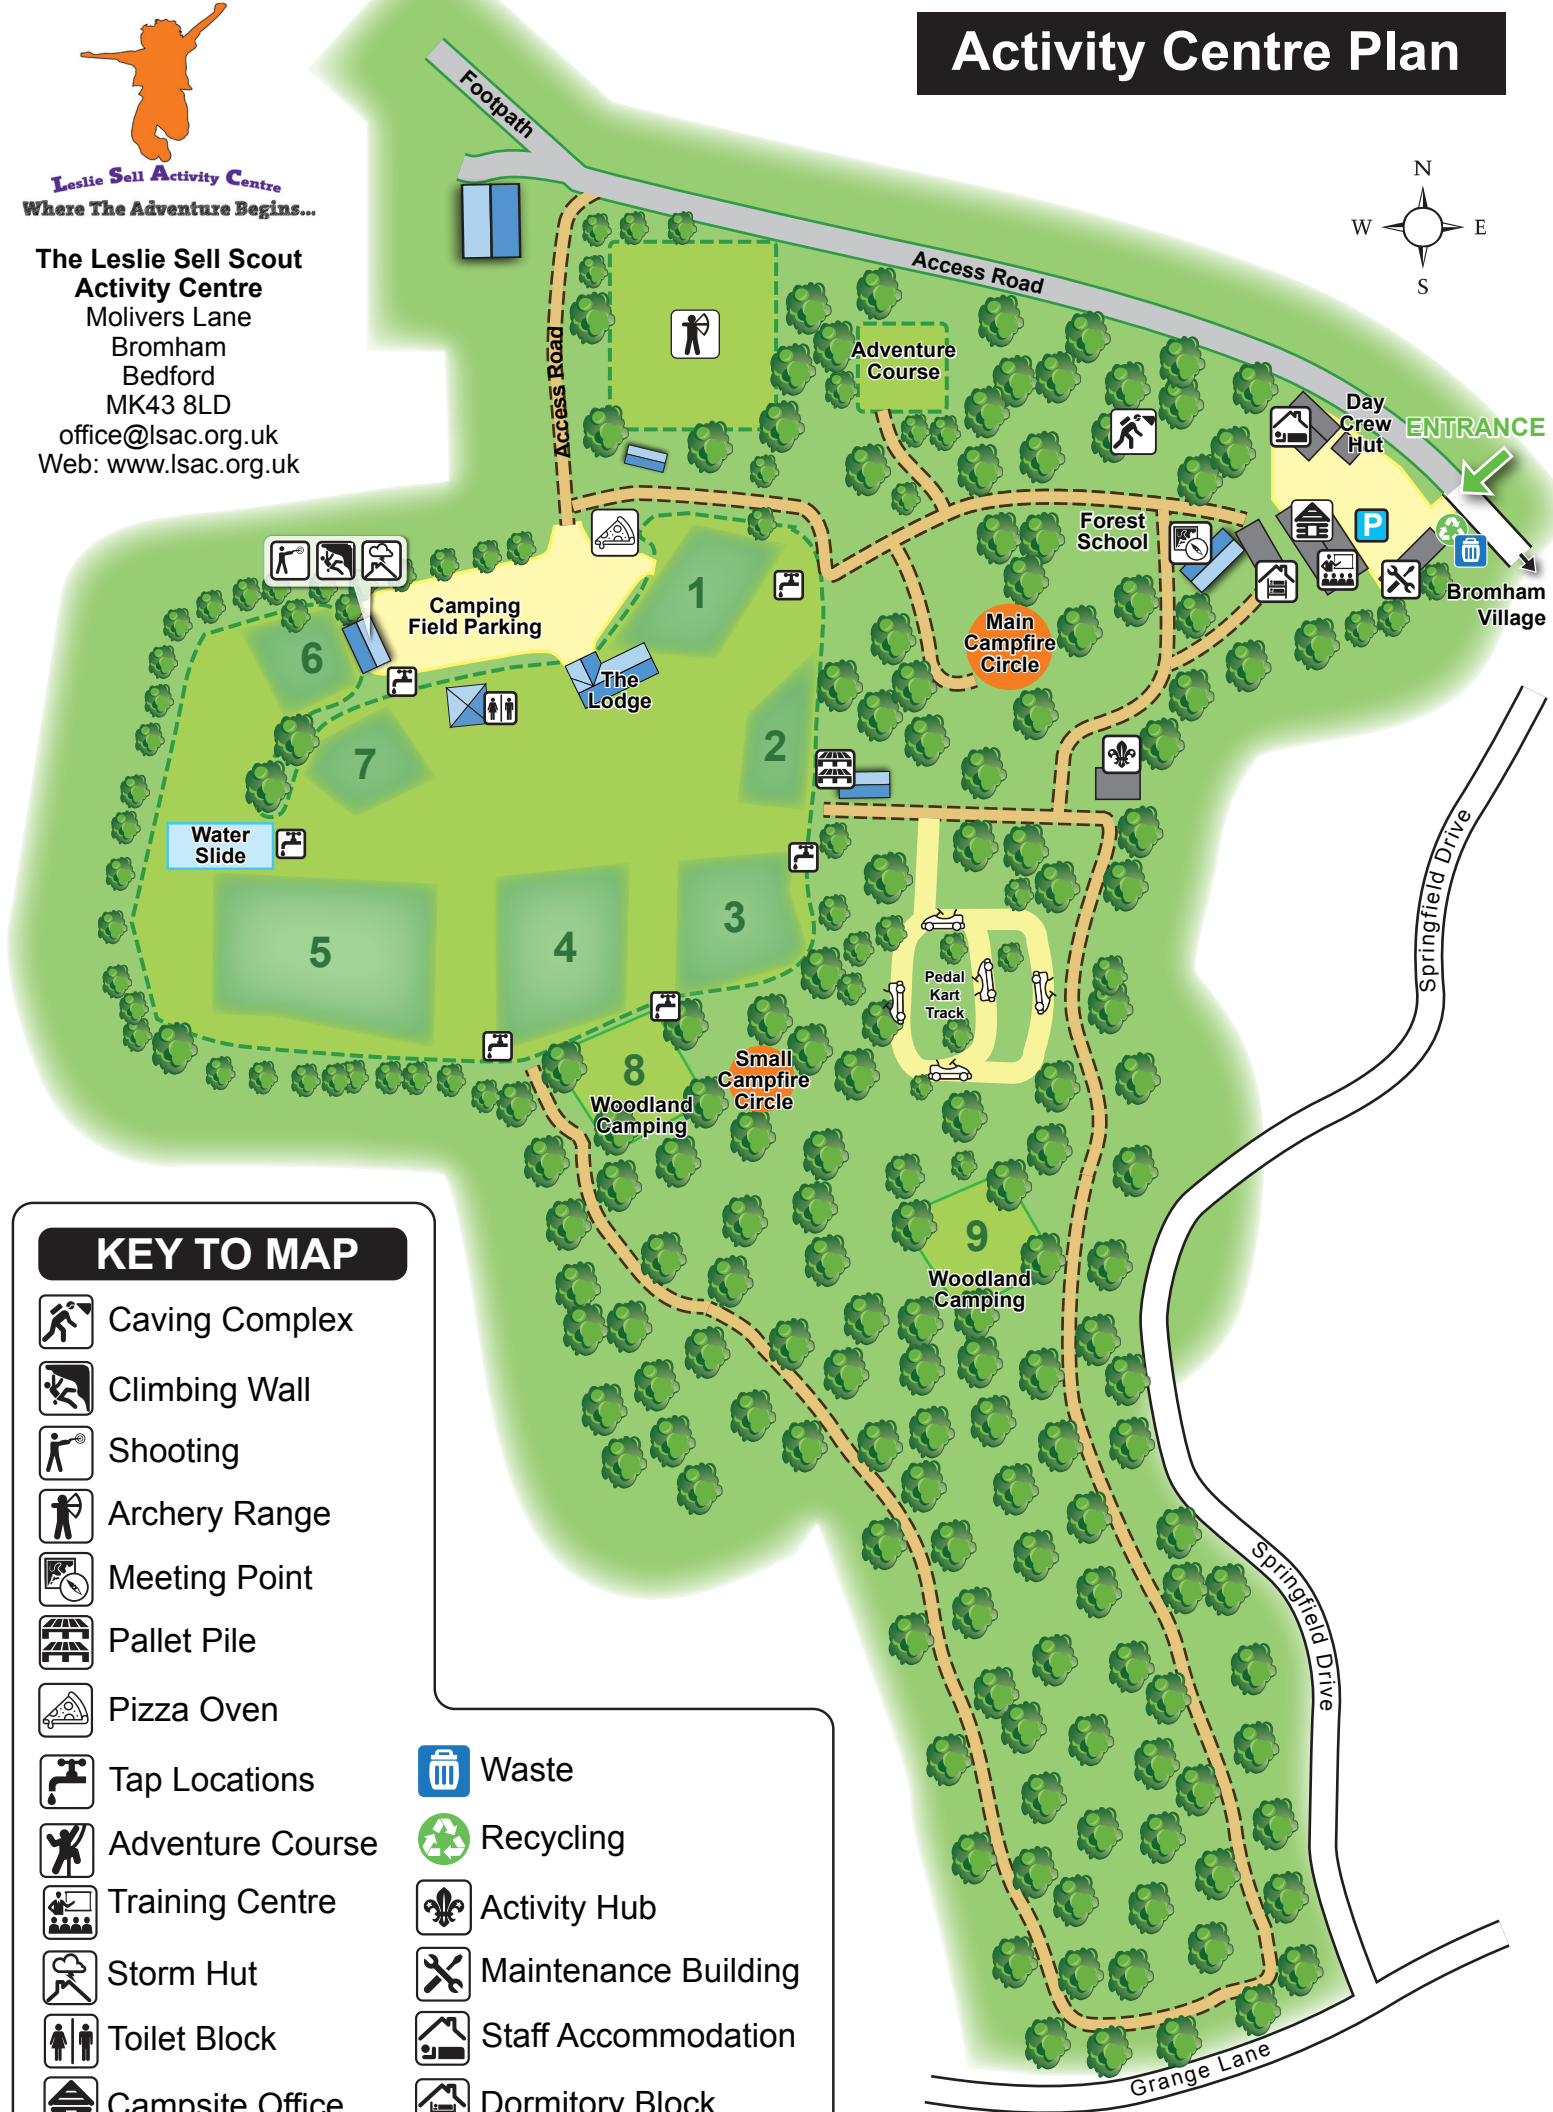 Activity Centre Plan
Leslie Sell Activity Centre
Where The Adventure Begins...
The Leslie Sell Scout
Activity Centre
Molivers Lane
Bromham
Bedford
MK43 8LD
office@lsac.org.uk
Web: www.lsac.org.uk
Footpath
N
W
E
S
Access Road
Access Road
Adventure
Course
Day
Crew
Hut
ENTRANCE
P
Forest
School
Bromham
Village
Camping
Field Parking
1
6
Main
Campfire
Circle
The
Lodge
2
7
Water
Slide
Springfield Drive
3
4
5
Pedal
Kart
Track
8
Woodland
Camping
Small
Campfire
Circle
9
Woodland
Camping
Springfield Drive
Grange Lane
KEY TO MAP
Caving Complex
Climbing Wall
Shooting
Archery Range
Meeting Point
Pallet Pile
Pizza Oven
Tap Locations
Adventure Course
Training Centre
Storm Hut
Toilet Block
Campsite Office
Waste
Recycling
Activity Hub
Maintenance Building
Staff Accommodation
Dormitory Block